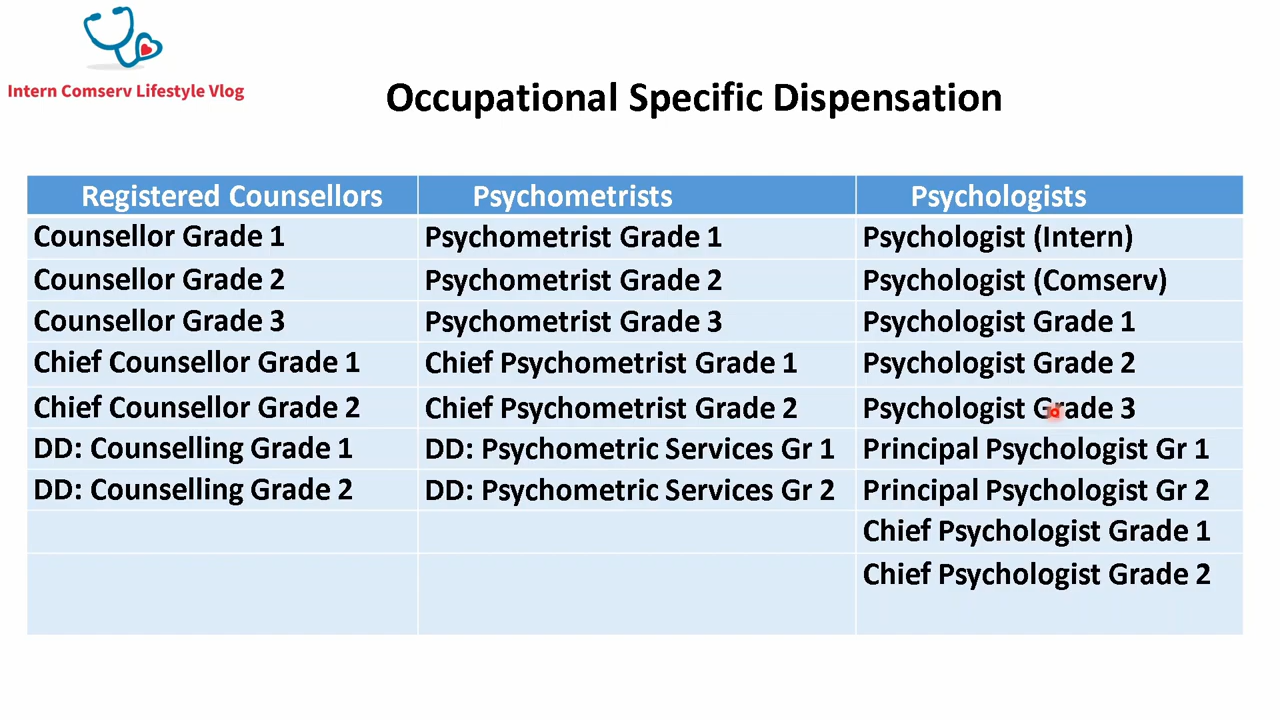 Intern Comserv Lifestyle Vlog
Occupational Specific Dispensation
Registered Counsellors Psychometrists Psychologists
Counsellor Grade 1 Psychometrist Grade 1 Psychologist (Intern)
Counsellor Grade 2 Psychometrist Grade 2 Psychologist (Comserv)
Counsellor Grade 3 Psychometrist Grade 3 Psychologist Grade 1
Chief Counsellor Grade 1 Chief Psychometrist Grade 1 Psychologist Grade 2
Chief Counsellor Grade 2 Chief Psychometrist Grade 2 Psychologist Grade 3
DD: Counselling Grade 1 DD: Psychometric Services Gr 1 Principal Psychologist Gr 1
DD: Counselling Grade 2 DD: Psychometric Services Gr 2 Principal Psychologist Gr 2
Chief Psychologist Grade 1
Chief Psychologist Grade 2